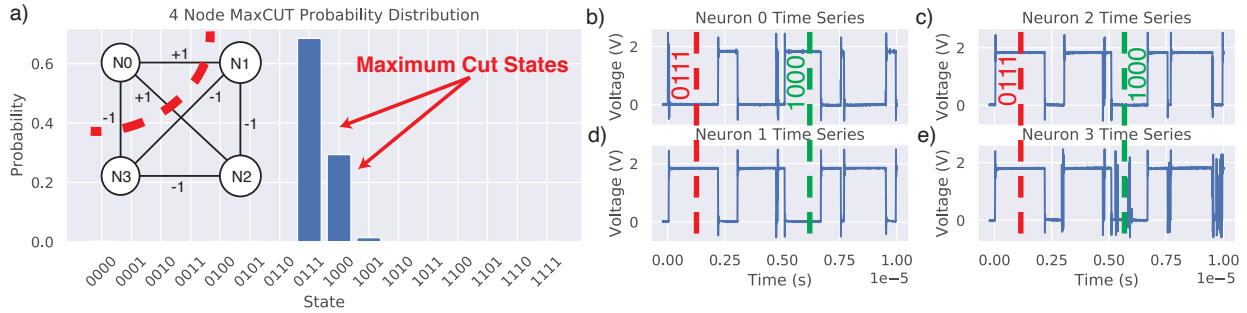 a)
4 Node MaxCUT Probability Distribution
Probability
0.6
0.4
0.2
0.0
N0
N1
N3
N2
+1
+1
-1
-1
-1
-1
Maximum Cut States
0000
0001
0010
0011
0100
0101
0110
0111
1000
1001
1010
1011
1100
1101
1110
1111
State
b)
Neuron 0 Time Series
Voltage (V)
2
0
0111
1000
c)
Neuron 2 Time Series
Voltage (V)
2
0
0111
1000
d)
Neuron 1 Time Series
Voltage (V)
2
0
0.00
0.25
0.50
0.75
1.00
1e-5
Time (s)
e)
Neuron 3 Time Series
Voltage (V)
2
0
0.00
0.25
0.50
0.75
1.00
1e-5
Time (s)